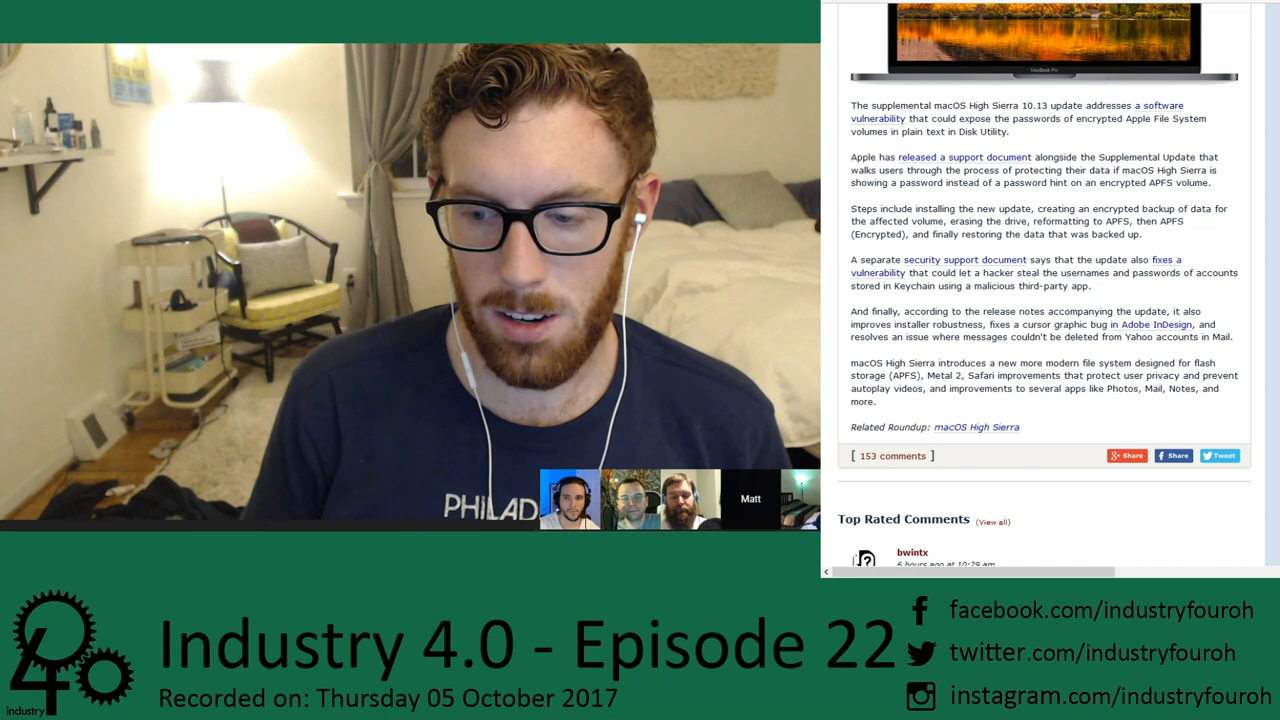 MacBook Pro
The supplemental macOS High Sierra 10.13 update addresses a software
vulnerability that could expose the passwords of encrypted Apple File System
volumes in plain text in Disk Utility.
Apple has released a support document alongside the Supplemental Update that
walks users through the process of protecting their data if macOS High Sierra is
showing a password instead of a password hint on an encrypted APFS volume.
Steps include installing the new update, creating an encrypted backup of data for
the affected volume, erasing the drive, reformatting to APFS, then APFS
(Encrypted), and finally restoring the data that was backed up.
A separate security support document says that the update also fixes a
vulnerability that could let a hacker steal the usernames and passwords of accounts
stored in Keychain using a malicious third-party app.
And finally, according to the release notes accompanying the update, it also
improves installer robustness, fixes a cursor graphic bug in Adobe InDesign, and
resolves an issue where messages couldn't be deleted from Yahoo accounts in Mail.
macOS High Sierra introduces a new more modern file system designed for flash
storage (APFS), Metal 2, Safari improvements that protect user privacy and prevent
autoplay videos, and improvements to several apps like Photos, Mail, Notes, and
more.
Related Roundup: macOS High Sierra
[ 153 comments ]
Share
Share
Tweet
Top Rated Comments (View all)
bwintx
6 hours ago at 10:29 am
PHILAD
Matt
4.0
industry
Industry 4.0 - Episode 22
Recorded on: Thursday 05 October 2017
facebook.com/industryfouroh
twitter.com/industryfouroh
instagram.com/industryfouroh